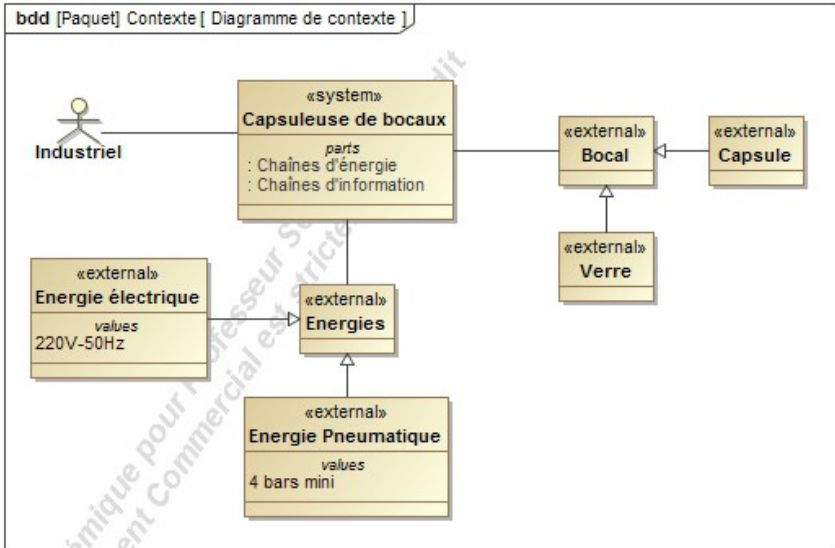 bdd [Paquet] Contexte [ Diagramme de contexte ]
«system»
Capsuleuse de bocaux
parts
: Chaînes d'énergie
: Chaînes d'information
Industriel
«external»
Bocal
«external»
Capsule
«external»
Verre
«external»
Energie électrique
values
220V-50Hz
«external»
Energies
«external»
Energie Pneumatique
values
4 bars mini